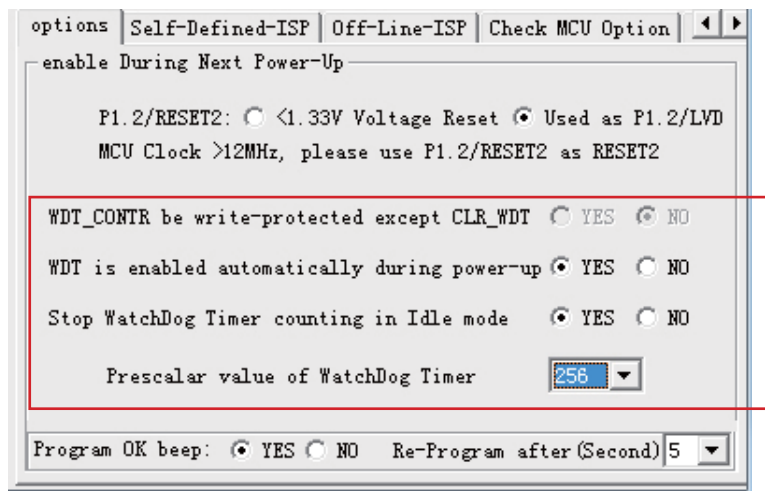 options Self-Defined-ISP Off-Line-ISP Check MCU Option
enable During Next Power-Up
P1.2/RESET2: <1.33V Voltage Reset Used as P1.2/LVD
MCU Clock >12MHz, please use P1.2/RESET2 as RESET2
WDT_CONTR be write-protected except CLR_WDT YES NO
WDT is enabled automatically during power-up YES NO
Stop WatchDog Timer counting in Idle mode YES NO
Prescalar value of WatchDog Timer 256
Program OK beep: YES NO Re-Program after(Second) 5